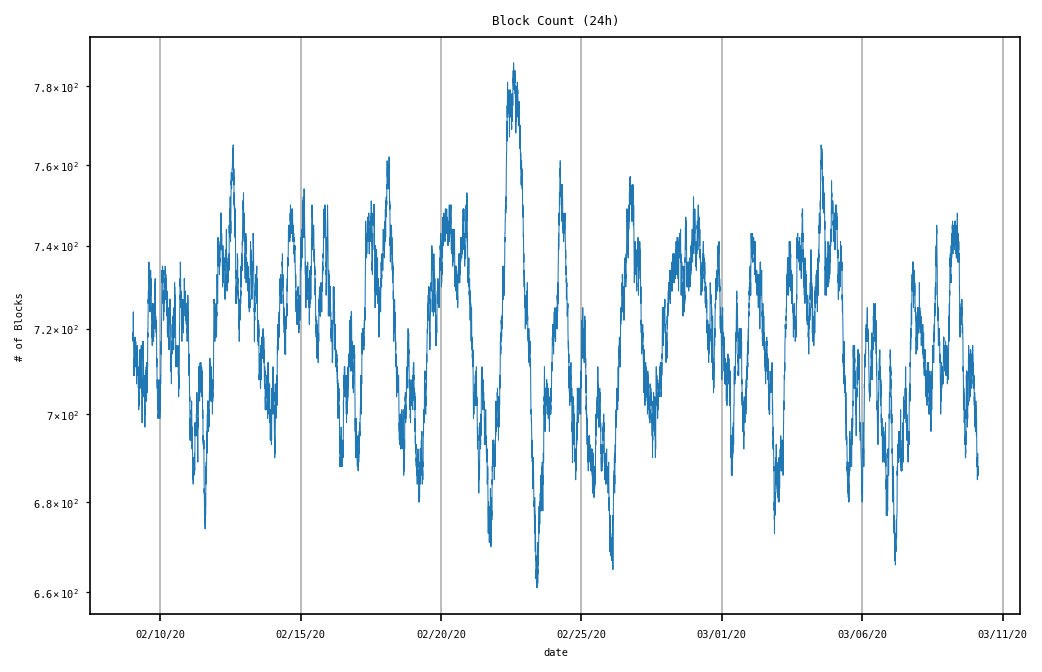 Block Count (24h)
# of Blocks
7.8×10²
7.6×10²
7.4×10²
7.2×10²
7×10²
6.8×10²
6.6×10²
02/10/20 02/15/20 02/20/20 02/25/20 03/01/20 03/06/20 03/11/20
date